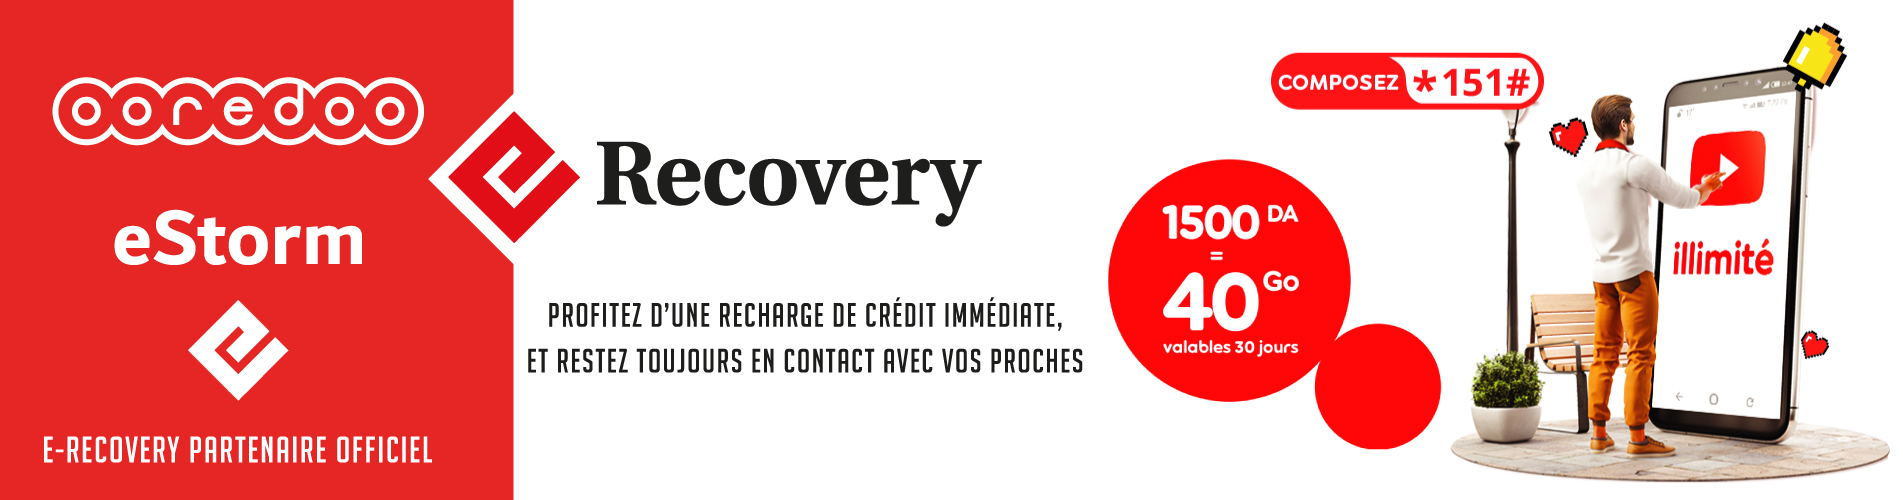 ooredoo
eStorm
E-RECOVERY PARTENAIRE OFFICIEL
e Recovery
PROFITEZ D'UNE RECHARGE DE CRÉDIT IMMÉDIATE,
ET RESTEZ TOUJOURS EN CONTACT AVEC VOS PROCHES
COMPOSEZ *151#
1500 DA
=
40 Go
valables 30 jours
illimité